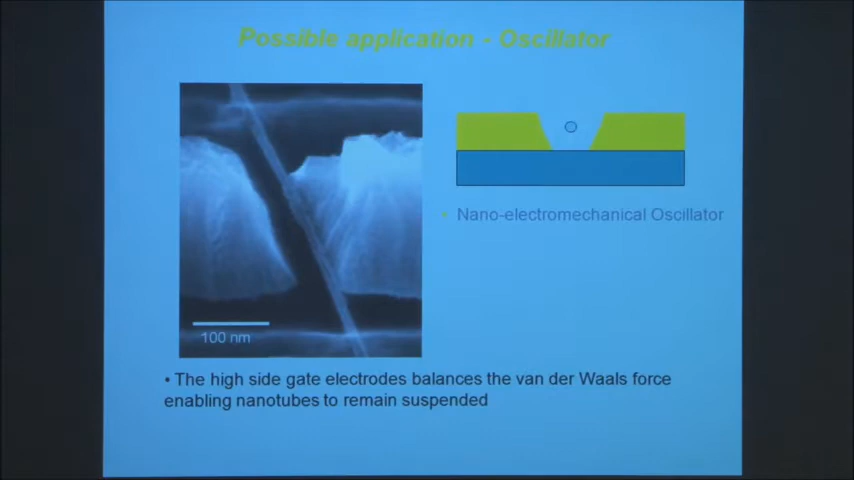 Possible application - Oscillator
• Nano-electromechanical Oscillator
100 nm
• The high side gate electrodes balances the van der Waals force
enabling nanotubes to remain suspended